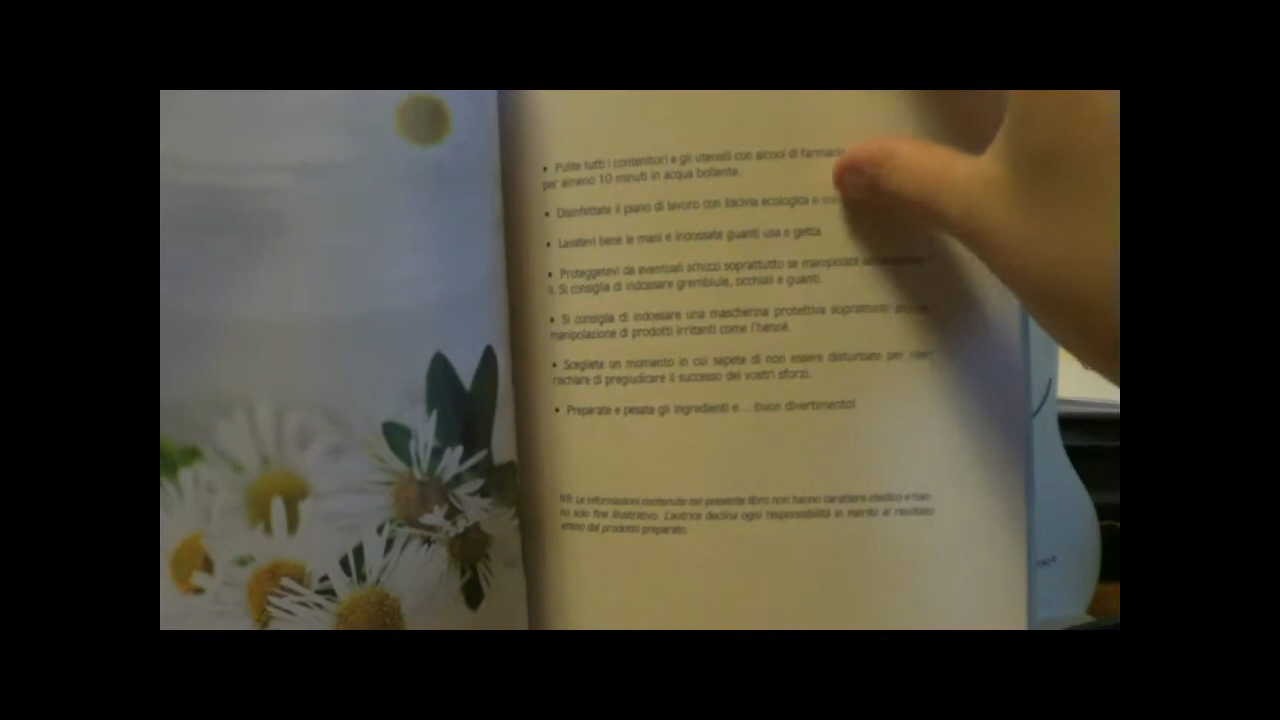 • Pulite tutti i contenitori e gli utensili con alcool di
per almeno 10 minuti in acqua bollente.
• Disinfettate il piano di lavoro con liscivia ecologica o
• Lavatevi bene le mani e indossate guanti usa e getta.
• Proteggetevi da eventuali schizzi soprattutto se
Si consiglia di indossare grembiule, occhiali e guanti.
• Si consiglia di indossare una mascherina protettiva soprattutto
manipolazione di prodotti irritanti come l'henné.
• Scegliete un momento in cui sapete di non essere disturbate per
rischiare di pregiudicare il successo dei vostri sforzi.
• Preparate e pesate gli ingredienti e... buon divertimento!
NB: Le informazioni contenute nel presente libro non hanno carattere medico e han-
no solo fine illustrativo. L'autrice declina ogni responsabilità in merito al risultato
ottenuto dal prodotto preparato.